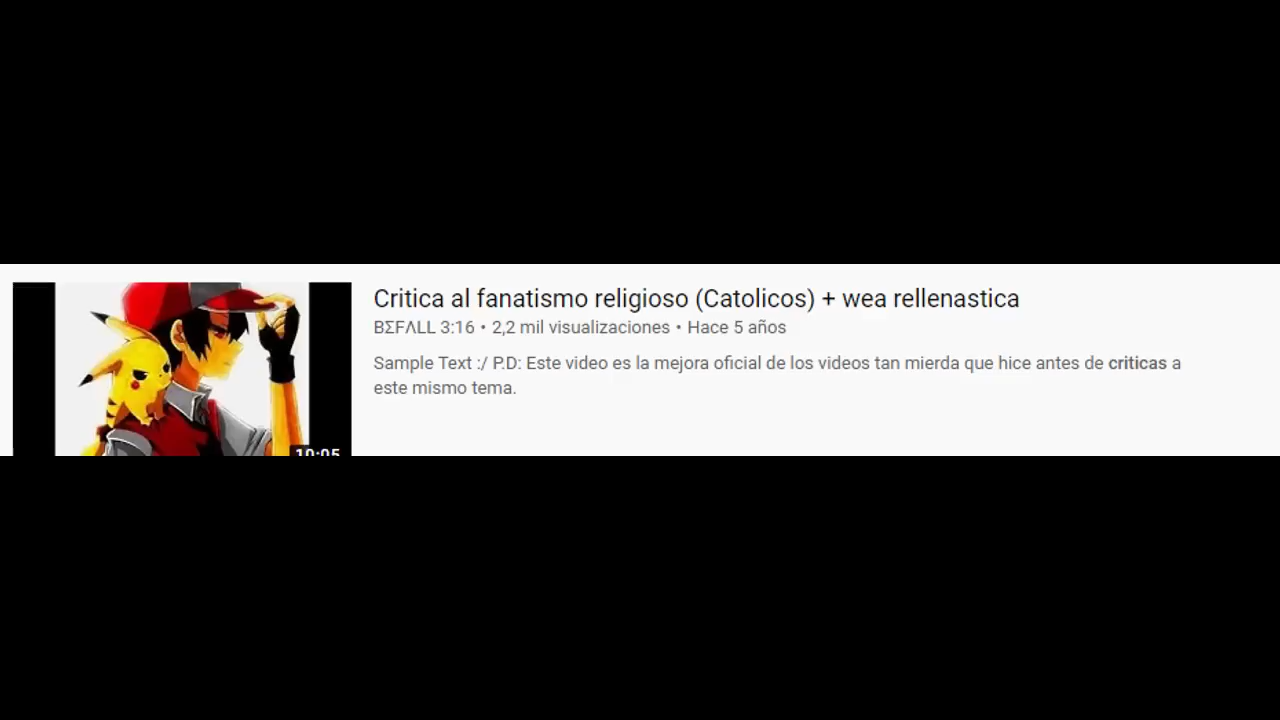 Critica al fanatismo religioso (Catolicos) + wea rellenastica
BΣFΛLL 3:16 • 2,2 mil visualizaciones • Hace 5 años
Sample Text :/ P.D: Este video es la mejora oficial de los videos tan mierda que hice antes de criticas a
este mismo tema.
10:05